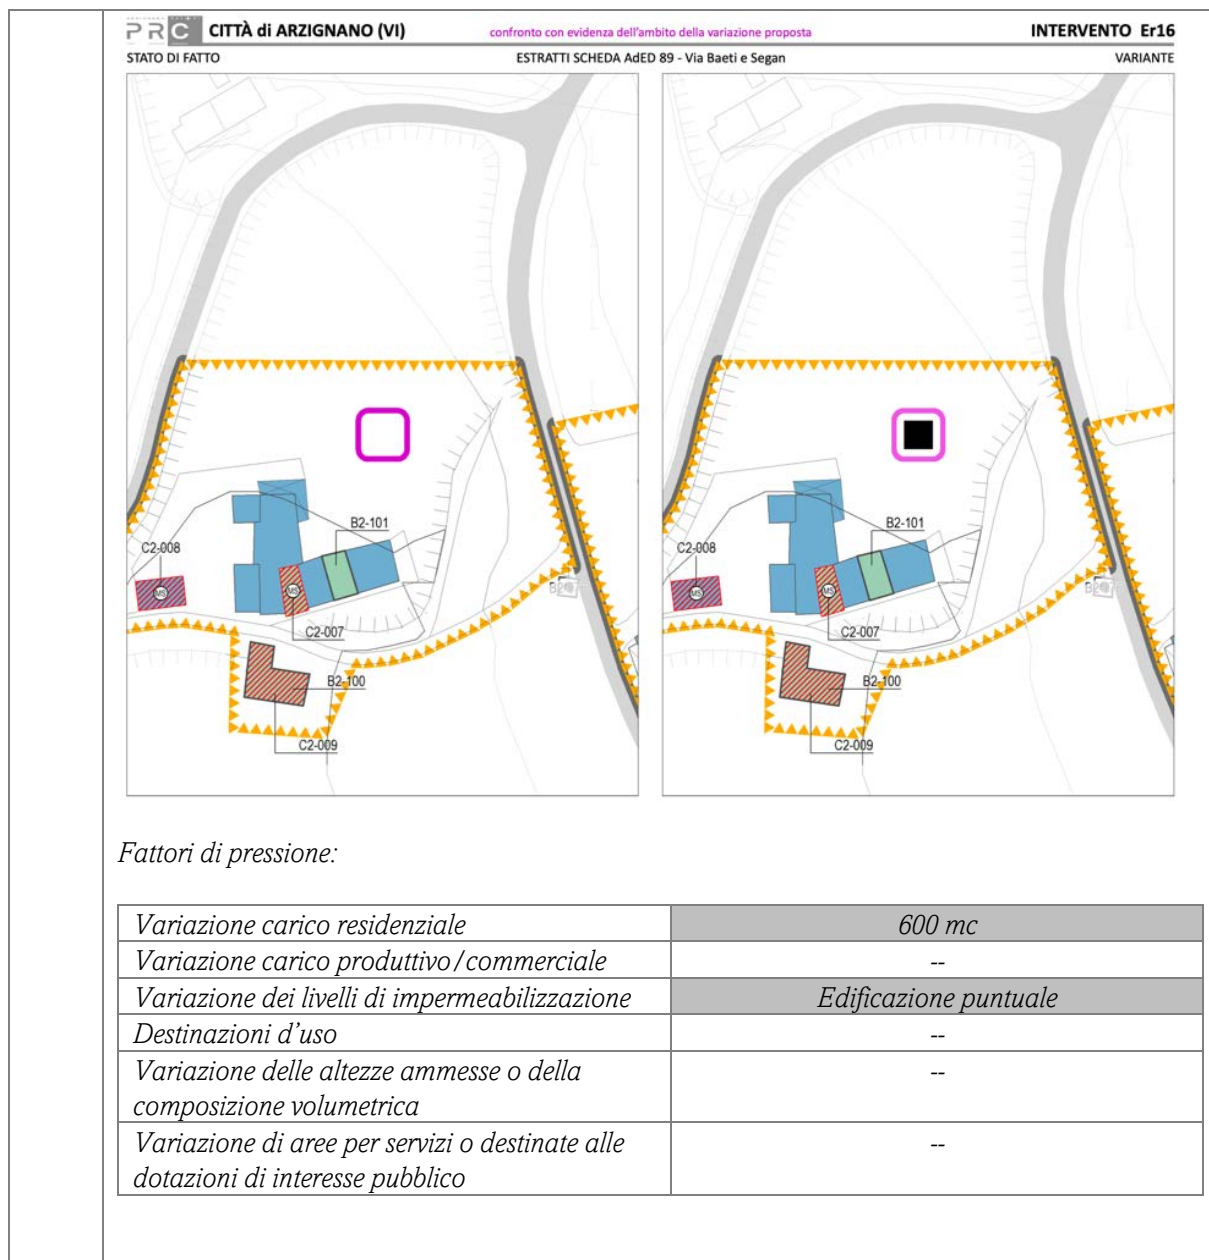 PRC CITTÀ di ARZIGNANO (VI) confronto con evidenza dell'ambito della variazione proposta INTERVENTO Er16
STATO DI FATTO ESTRATTI SCHEDA AdED 89 - Via Baeti e Segan VARIANTE
B2-101
C2-008
MS
MS
C2-007
B2-100
C2-009
B2-101
C2-008
MS
MS
C2-007
B2-100
C2-009
Fattori di pressione:
Variazione carico residenziale 600 mc
Variazione carico produttivo/commerciale --
Variazione dei livelli di impermeabilizzazione Edificazione puntuale
Destinazioni d'uso --
Variazione delle altezze ammesse o della --
composizione volumetrica
Variazione di aree per servizi o destinate alle --
dotazioni di interesse pubblico